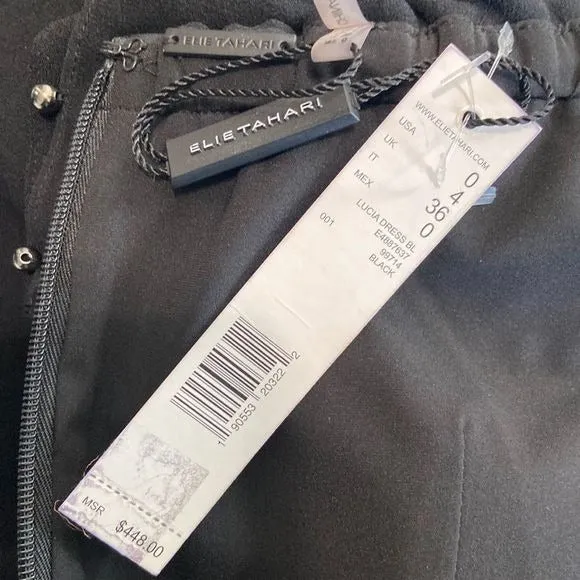 ELIE TAHARI
ELIE TAHARI
WWW.ELIETAHARI.COM
USA 0
UK 4
IT 36
MEX 0
LUCIA DRESS BL
E4887637
001 99714
BLACK
1 90553 20322 2
MSR $448.00